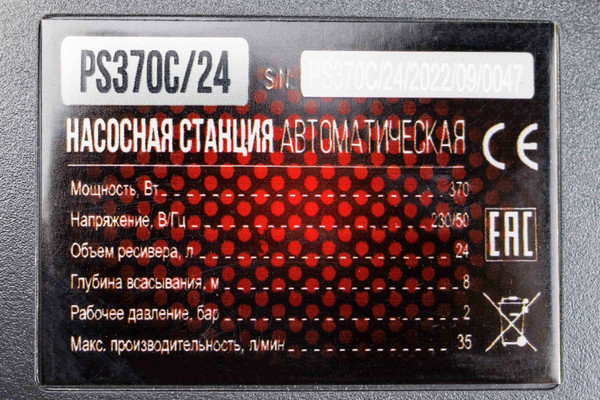 PS370C/24
S/N: PS370C/24/2022/09/0047
НАСОСНАЯ СТАНЦИЯ АВТОМАТИЧЕСКАЯ
CE
Мощность, Вт 370
Напряжение, В/Гц 230/50
EAC
Объем ресивера, л 24
Глубина всасывания, м 8
Рабочее давление, бар 2
Макс. производительность, л/мин 35